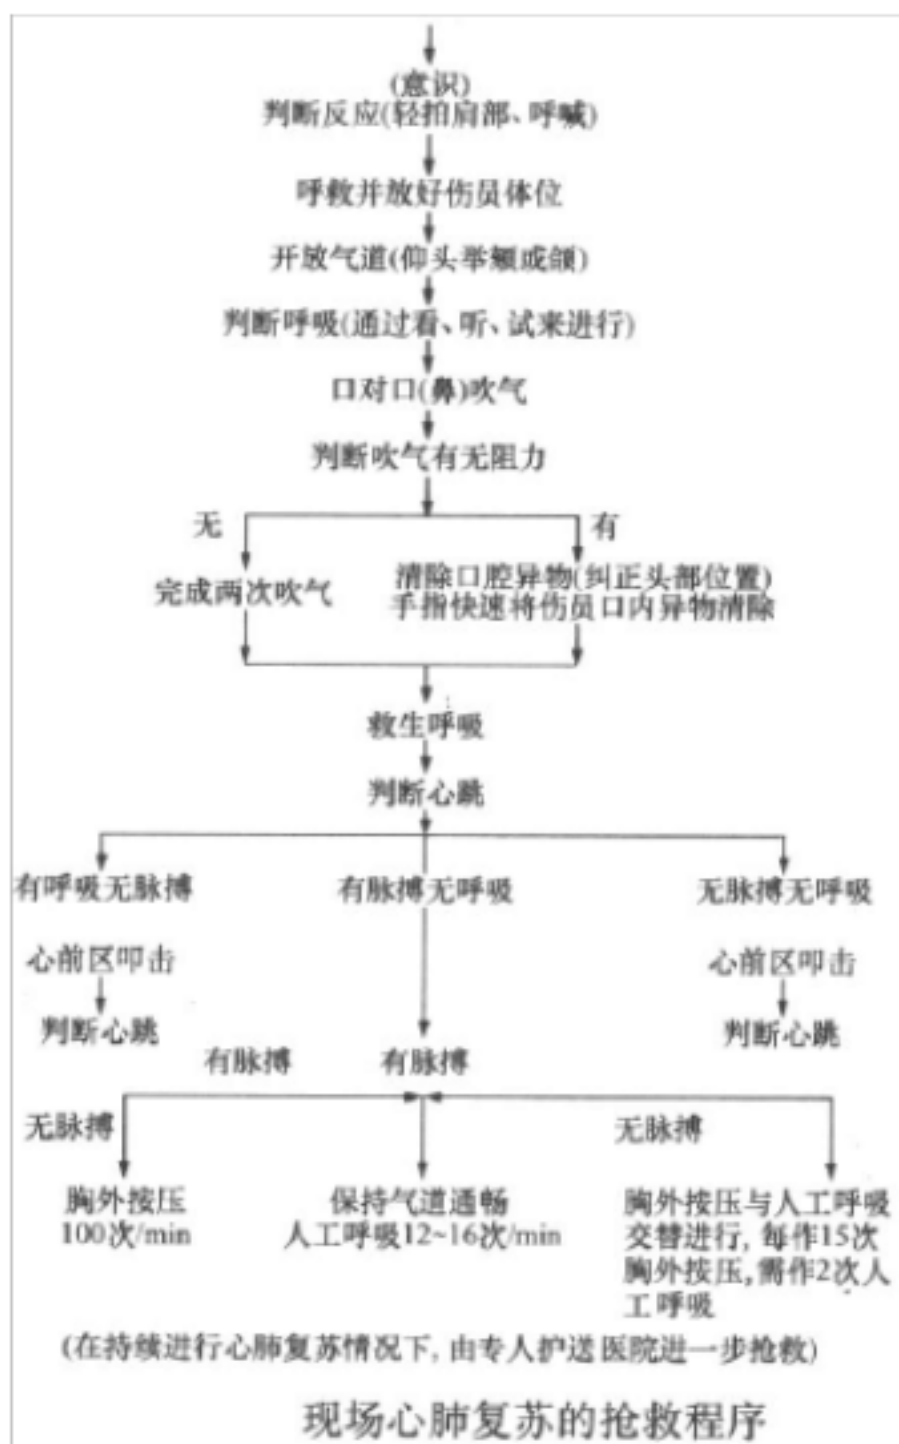 (意识)
判断反应(轻拍肩部、呼喊)
呼救并放好伤员体位
开放气道(仰头举颏或颌)
判断呼吸(通过看、听、试来进行)
口对口(鼻)吹气
判断吹气有无阻力
无
有
完成两次吹气
清除口腔异物(纠正头部位置)
手指快速将伤员口内异物清除
救生呼吸
判断心跳
有呼吸无脉搏
有脉搏无呼吸
无脉搏无呼吸
心前区叩击
心前区叩击
判断心跳
判断心跳
有脉搏
有脉搏
无脉搏
无脉搏
胸外按压
100次/min
保持气道通畅
人工呼吸12~16次/min
胸外按压与人工呼吸
交替进行,每作15次
胸外按压,需作2次人
工呼吸
(在持续进行心肺复苏情况下,由专人护送医院进一步抢救)
现场心肺复苏的抢救程序